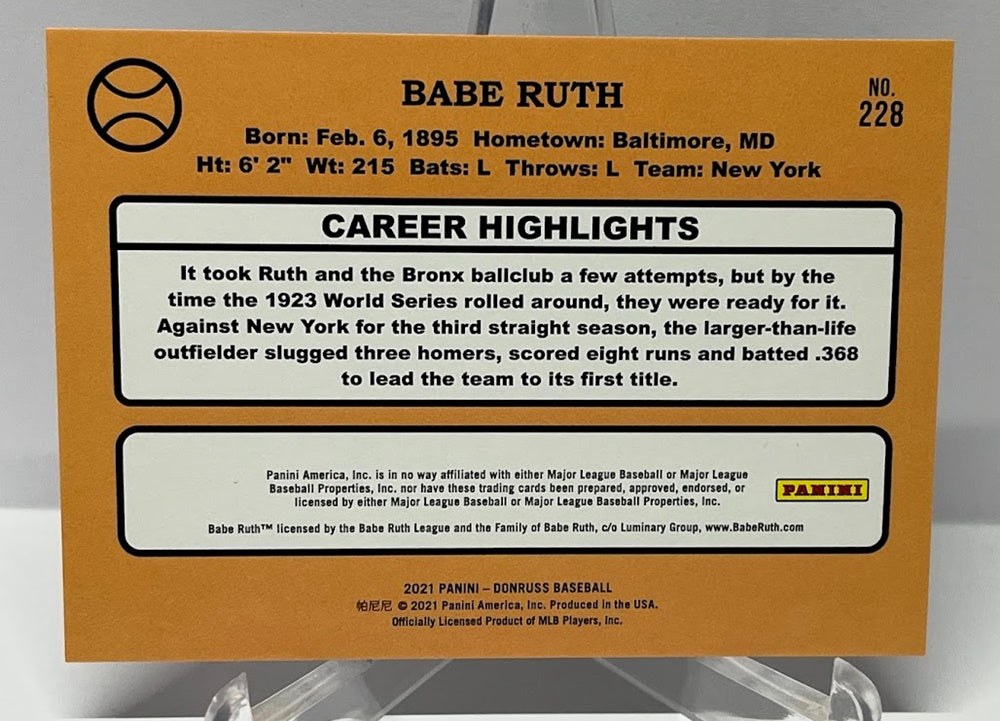 BABE RUTH
NO.
228
Born: Feb. 6, 1895 Hometown: Baltimore, MD
Ht: 6' 2" Wt: 215 Bats: L Throws: L Team: New York
CAREER HIGHLIGHTS
It took Ruth and the Bronx ballclub a few attempts, but by the
time the 1923 World Series rolled around, they were ready for it.
Against New York for the third straight season, the larger-than-life
outfielder slugged three homers, scored eight runs and batted .368
to lead the team to its first title.
Panini America, Inc. is in no way affiliated with either Major League Baseball or Major League
Baseball Properties, Inc. nor have these trading cards been prepared, approved, endorsed, or
licensed by either Major League Baseball or Major League Baseball Properties, Inc.
PANINI
Babe Ruth™ licensed by the Babe Ruth League and the Family of Babe Ruth, c/o Luminary Group, www.BabeRuth.com
2021 PANINI – DONRUSS BASEBALL
帕尼尼 © 2021 Panini America, Inc. Produced in the USA.
Officially Licensed Product of MLB Players, Inc.